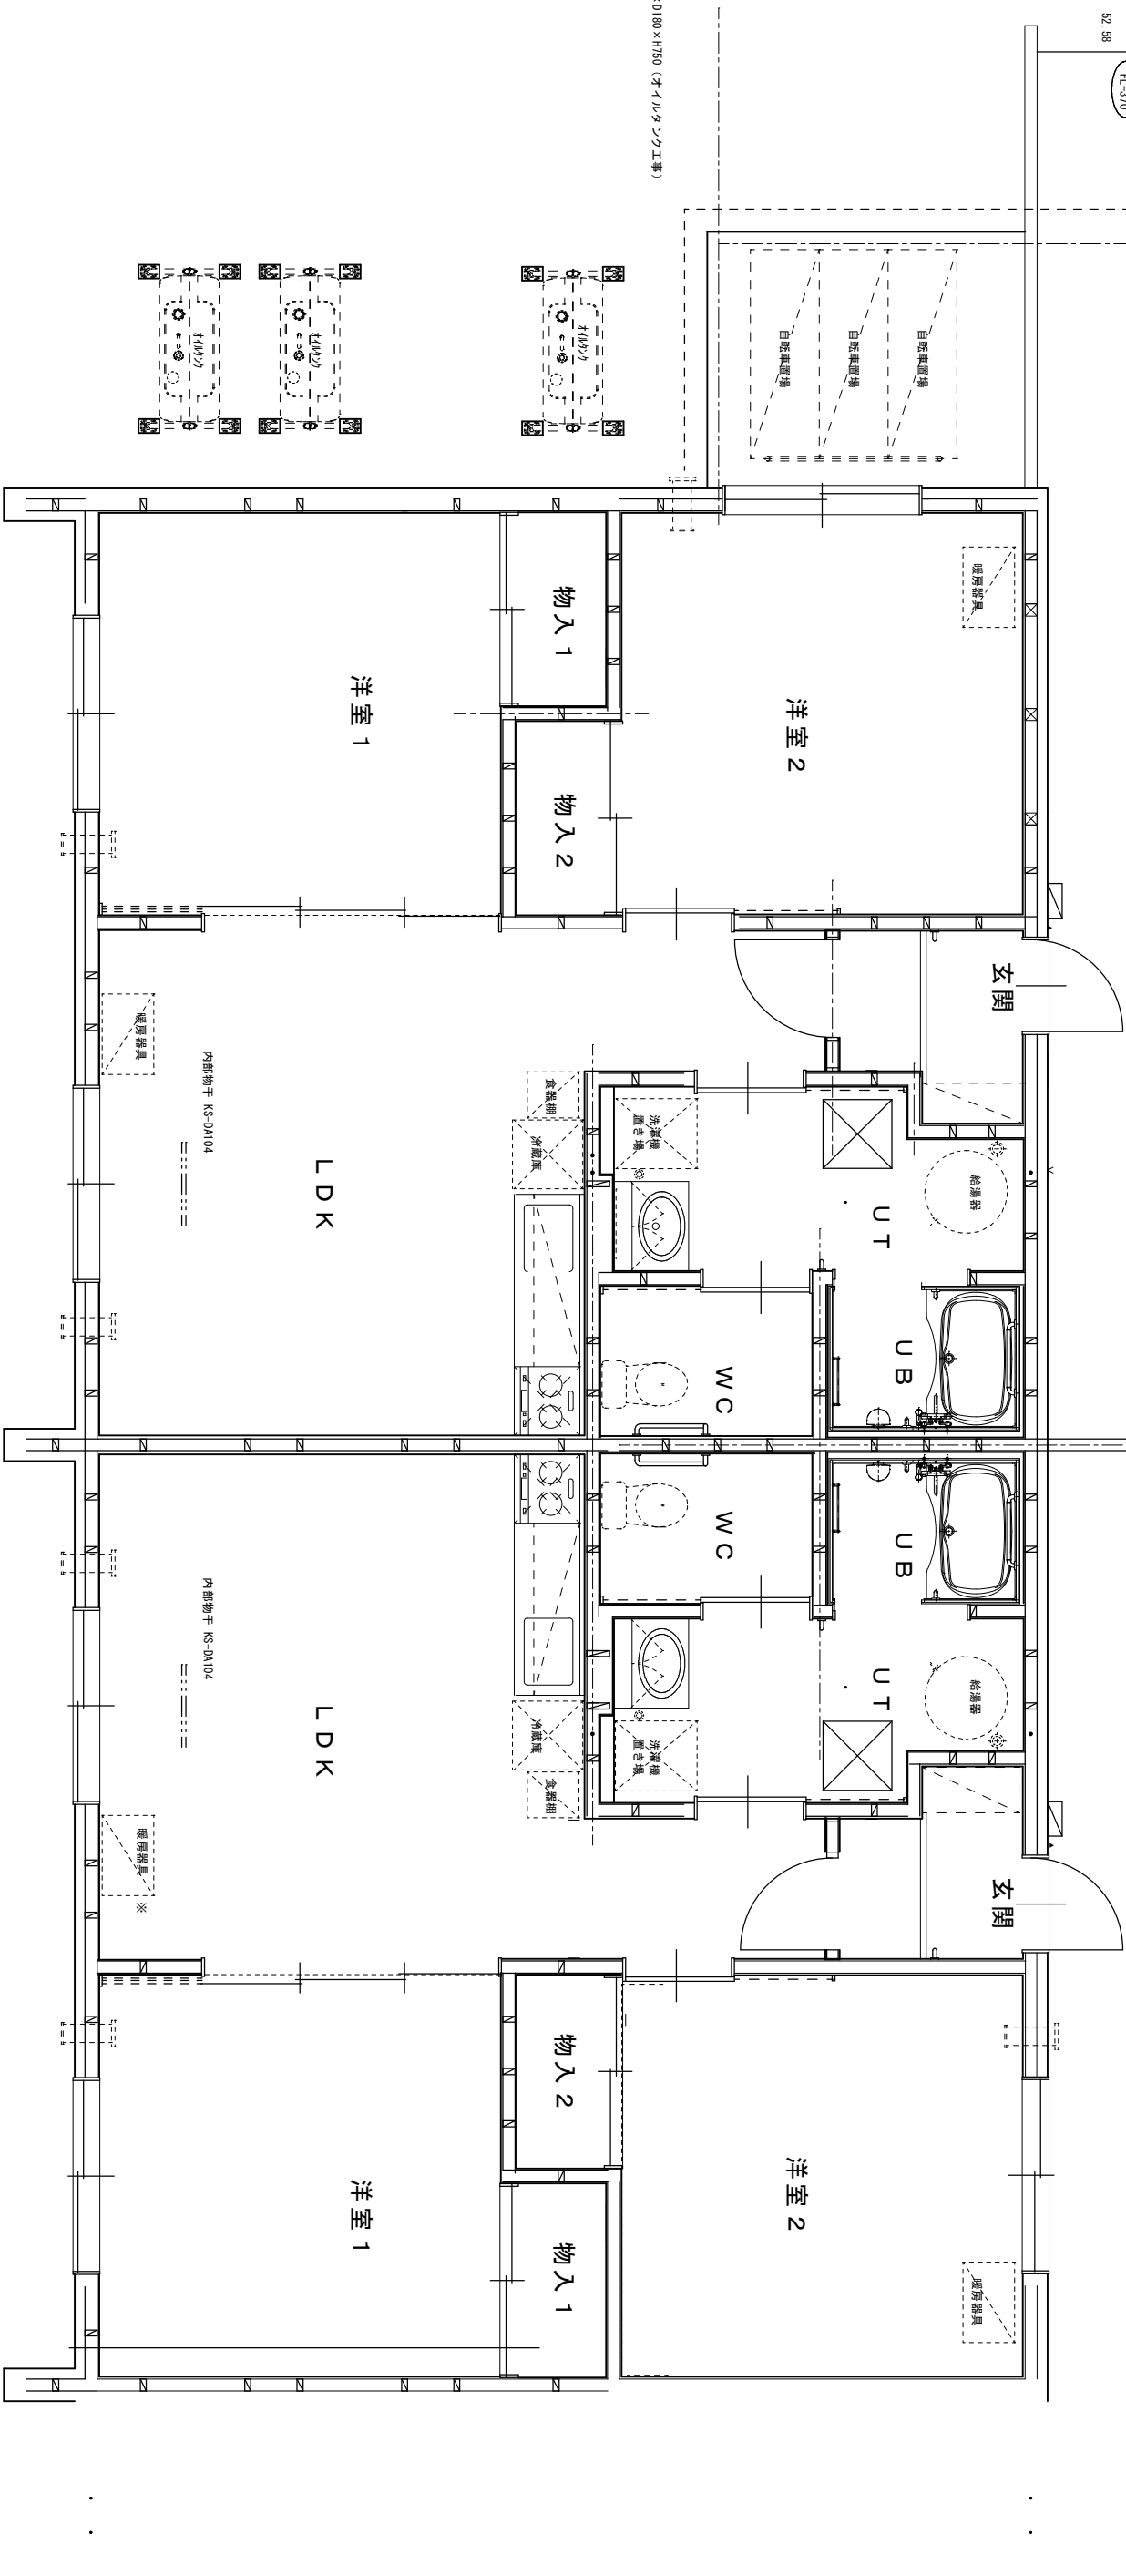 52.58
FL-370
×D180×H750（オイルタンク工事）
自転車置場
自転車置場
自転車置場
オイルタンク
オイルタンク
オイルタンク
暖房器具
洋室２
物入１
物入２
洋室１
玄関
暖房器具
内部物干 KS-DA104
食器棚
冷蔵庫
洗濯機
置き場
給湯器
ＵＴ
ＬＤＫ
ＵＢ
ＷＣ
ＵＢ
ＷＣ
給湯器
ＵＴ
洗濯機
置き場
冷蔵庫
食器棚
内部物干 KS-DA104
ＬＤＫ
暖房器具
※
玄関
物入２
洋室２
洋室１
物入１
暖房器具